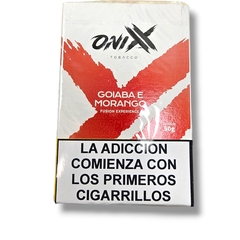 ONIX
TOBACCO
GOIABA E
MORANGO
FUSION EXPERIENCE
50g
LA ADICCION
COMIENZA CON
LOS PRIMEROS
CIGARRILLOS